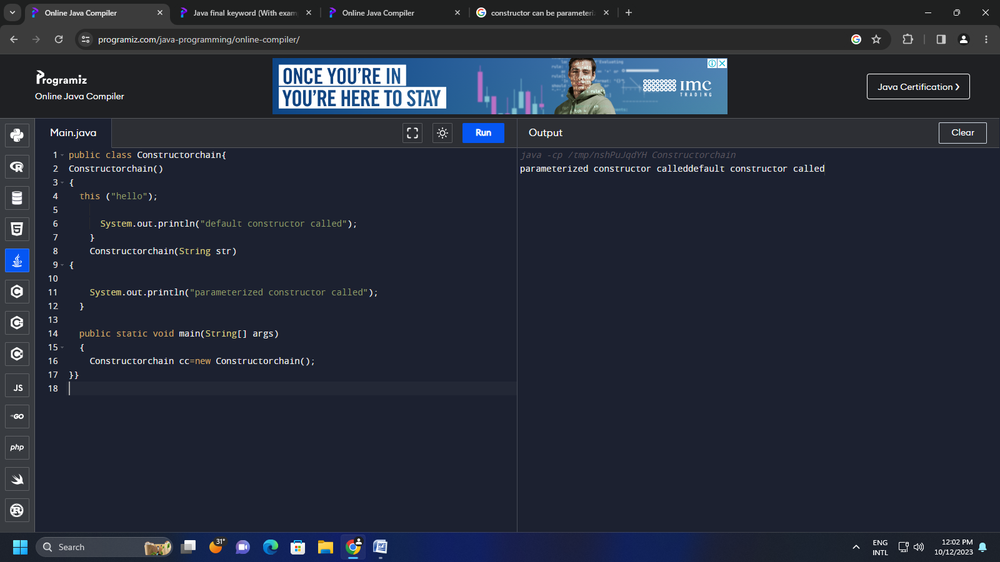 Online Java Compiler
Java final keyword (With exam
Online Java Compiler
constructor can be parameteri
programiz.com/java-programming/online-compiler/
Programiz
Online Java Compiler
ONCE YOU'RE IN
YOU'RE HERE TO STAY
imc
TRADING
Java Certification ❯
Main.java
Run
Output
Clear
1 public class Constructorchain{
2 Constructorchain()
3 {
4 this ("hello");
5
6 System.out.println("default constructor called");
7 }
8 Constructorchain(String str)
9 {
10
11 System.out.println("parameterized constructor called");
12 }
13
14 public static void main(String[] args)
15 {
16 Constructorchain cc=new Constructorchain();
17 }}
18
java -cp /tmp/nshPuJqdYH Constructorchain
parameterized constructor calleddefault constructor called
R
5
C
C
C
JS
GO
php
R
Search
31°
W
ENG
INTL
12:02 PM
10/12/2023